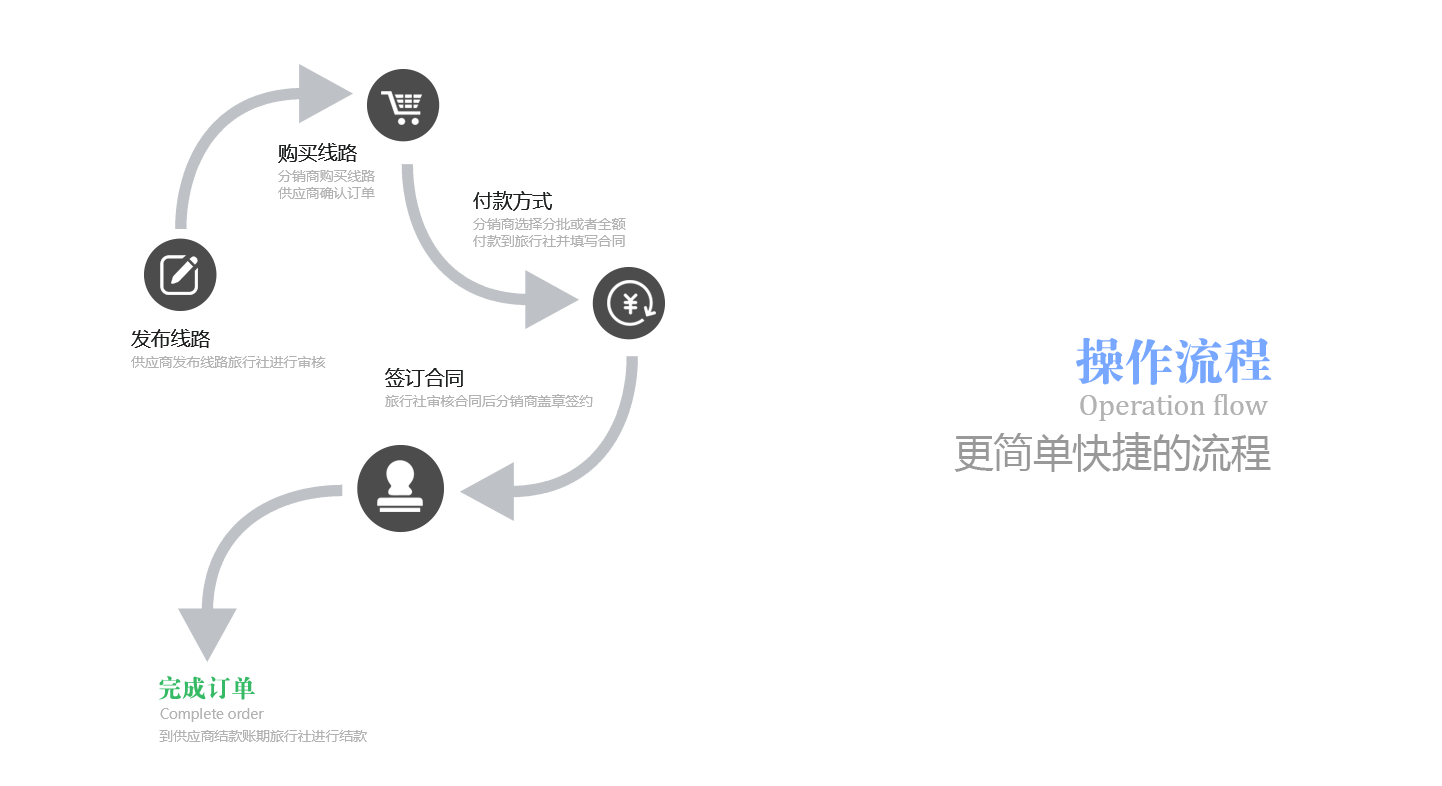 购买线路
分销商购买线路
供应商确认订单
付款方式
分销商选择分批或者全额
付款到旅行社并填写合同
发布线路
供应商发布线路旅行社进行审核
签订合同
旅行社审核合同后分销商盖章签约
完成订单
Complete order
到供应商结款账期旅行社进行结款
操作流程
Operation flow
更简单快捷的流程